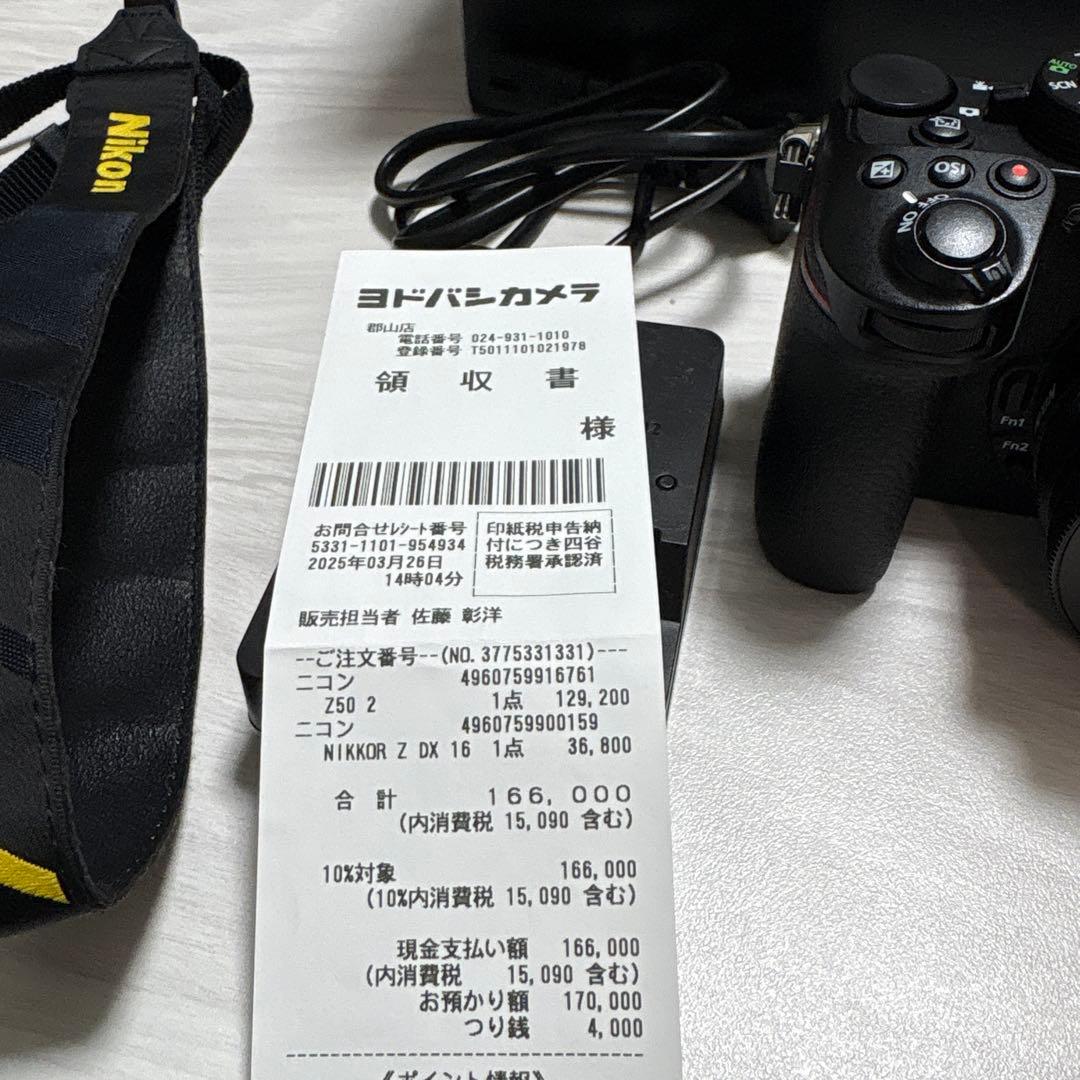 Nikon
AUTO
SCN
ISO
OFF
ON
Fn1
Fn2
ヨドバシカメラ
郡山店
電話番号 024-931-1010
登録番号 T5011101021978
領 収 書
様
お問合せﾚｼｰﾄ番号
5331-1101-954934
2025年03月26日
14時04分
印紙税申告納
付につき四谷
税務署承認済
販売担当者 佐藤 彰洋
--ご注文番号--(NO. 3775331331)---
ニコン 4960759916761
Z50 2 1点 129,200
ニコン 4960759900159
NIKKOR Z DX 16 1点 36,800
合 計 166,000
(内消費税 15,090 含む)
10%対象 166,000
(10%内消費税 15,090 含む)
現金支払い額 166,000
(内消費税 15,090 含む)
お預かり額 170,000
つり銭 4,000
《ポイント情報》